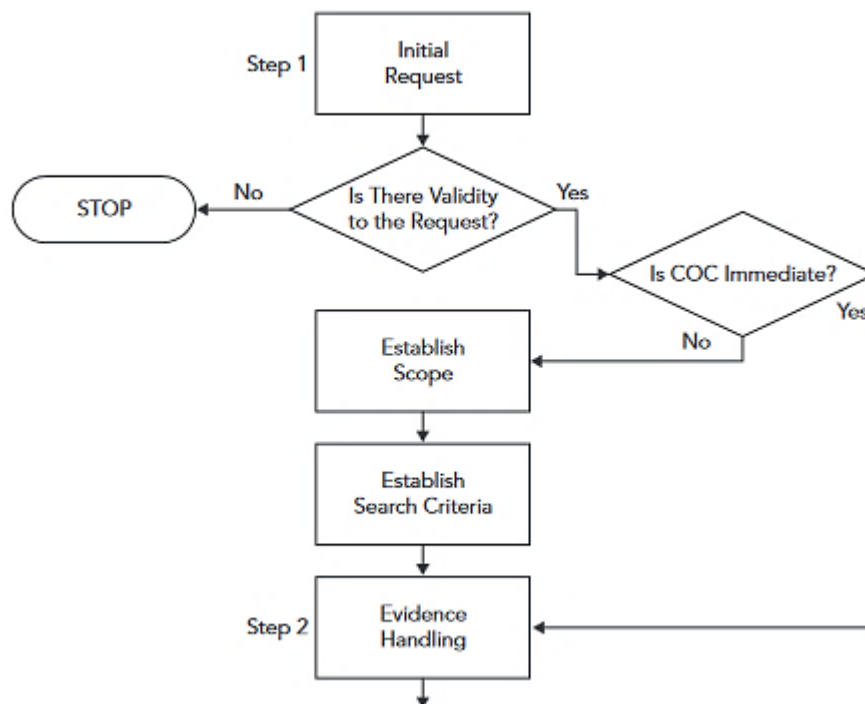 Step 1
Initial
Request
No
Is There Validity
to the Request?
Yes
STOP
Is COC Immediate?
Yes
No
Establish
Scope
Establish
Search Criteria
Step 2
Evidence
Handling